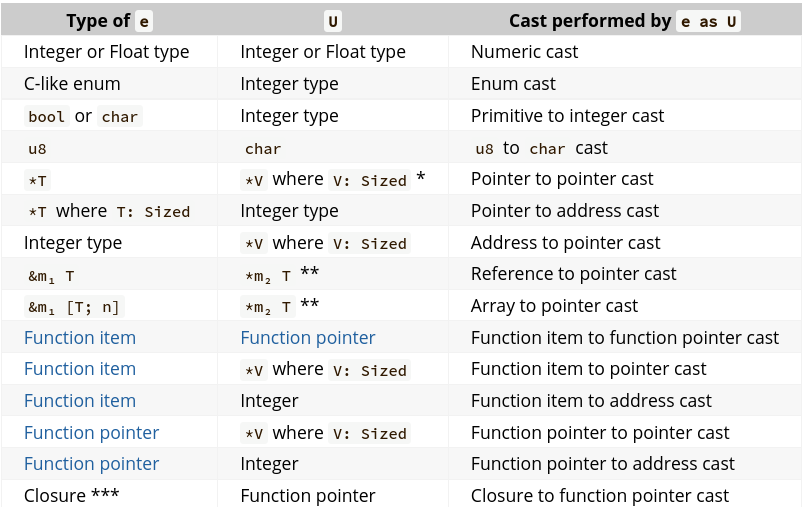 Type of e U Cast performed by e as U
Integer or Float type Integer or Float type Numeric cast
C-like enum Integer type Enum cast
bool or char Integer type Primitive to integer cast
u8 char u8 to char cast
*T *V where V: Sized * Pointer to pointer cast
*T where T: Sized Integer type Pointer to address cast
Integer type *V where V: Sized Address to pointer cast
&m₁ T *m₂ T ** Reference to pointer cast
&m₁ [T; n] *m₂ T ** Array to pointer cast
Function item Function pointer Function item to function pointer cast
Function item *V where V: Sized Function item to pointer cast
Function item Integer Function item to address cast
Function pointer *V where V: Sized Function pointer to pointer cast
Function pointer Integer Function pointer to address cast
Closure *** Function pointer Closure to function pointer cast